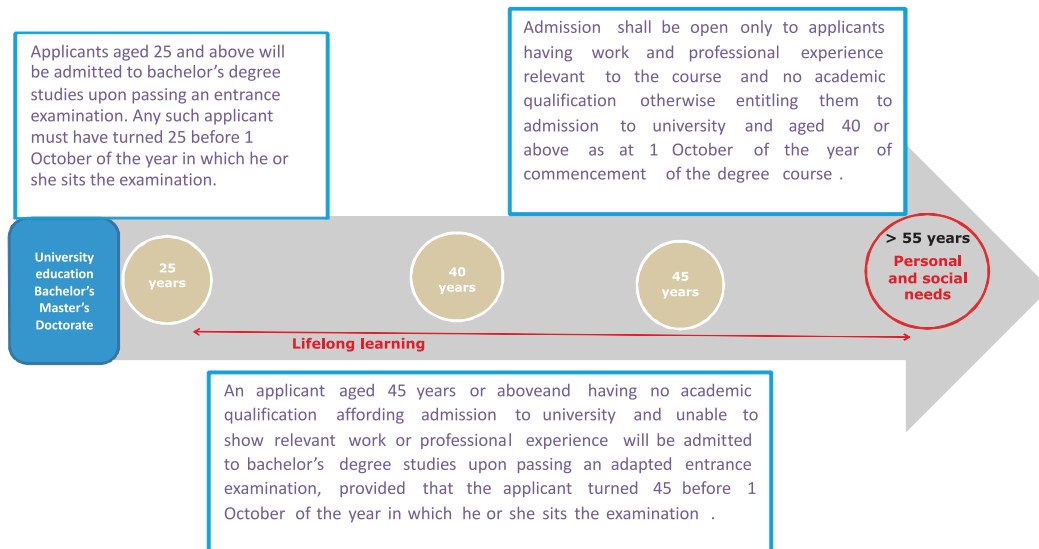 Applicants aged 25 and above will
be admitted to bachelor's degree
studies upon passing an entrance
examination. Any such applicant
must have turned 25 before 1
October of the year in which he or
she sits the examination.
Admission shall be open only to applicants
having work and professional experience
relevant to the course and no academic
qualification otherwise entitling them to
admission to university and aged 40 or
above as at 1 October of the year of
commencement of the degree course .
University
education
Bachelor's
Master's
Doctorate
25
years
40
years
45
years
> 55 years
Personal
and social
needs
Lifelong learning
An applicant aged 45 years or aboveand having no academic
qualification affording admission to university and unable to
show relevant work or professional experience will be admitted
to bachelor's degree studies upon passing an adapted entrance
examination, provided that the applicant turned 45 before 1
October of the year in which he or she sits the examination .